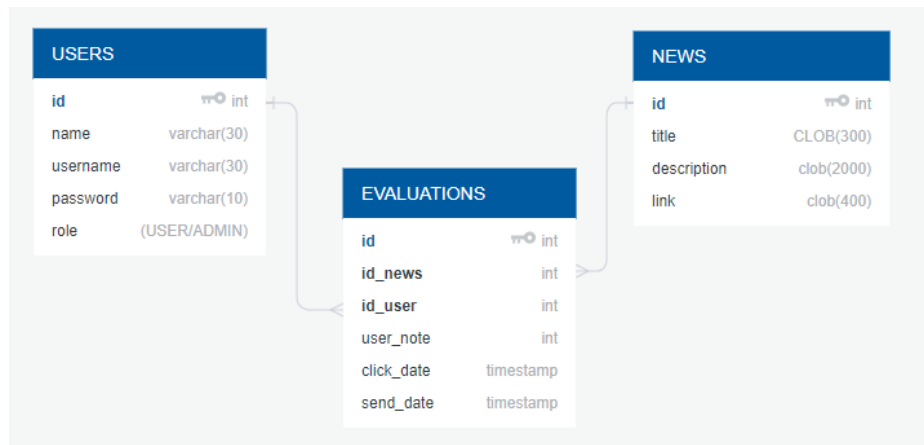 USERS
id int
name varchar(30)
username varchar(30)
password varchar(10)
role (USER/ADMIN)
EVALUATIONS
id int
id_news int
id_user int
user_note int
click_date timestamp
send_date timestamp
NEWS
id int
title CLOB(300)
description clob(2000)
link clob(400)